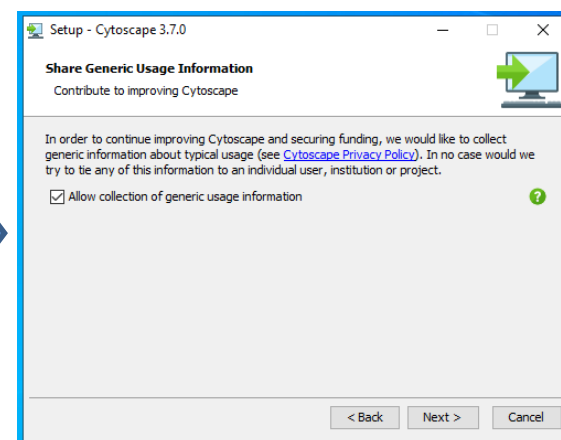 Setup - Cytoscape 3.7.0
Share Generic Usage Information
Contribute to improving Cytoscape
In order to continue improving Cytoscape and securing funding, we would like to collect
generic information about typical usage (see Cytoscape Privacy Policy). In no case would we
try to tie any of this information to an individual user, institution or project.
Allow collection of generic usage information
?
< Back Next > Cancel